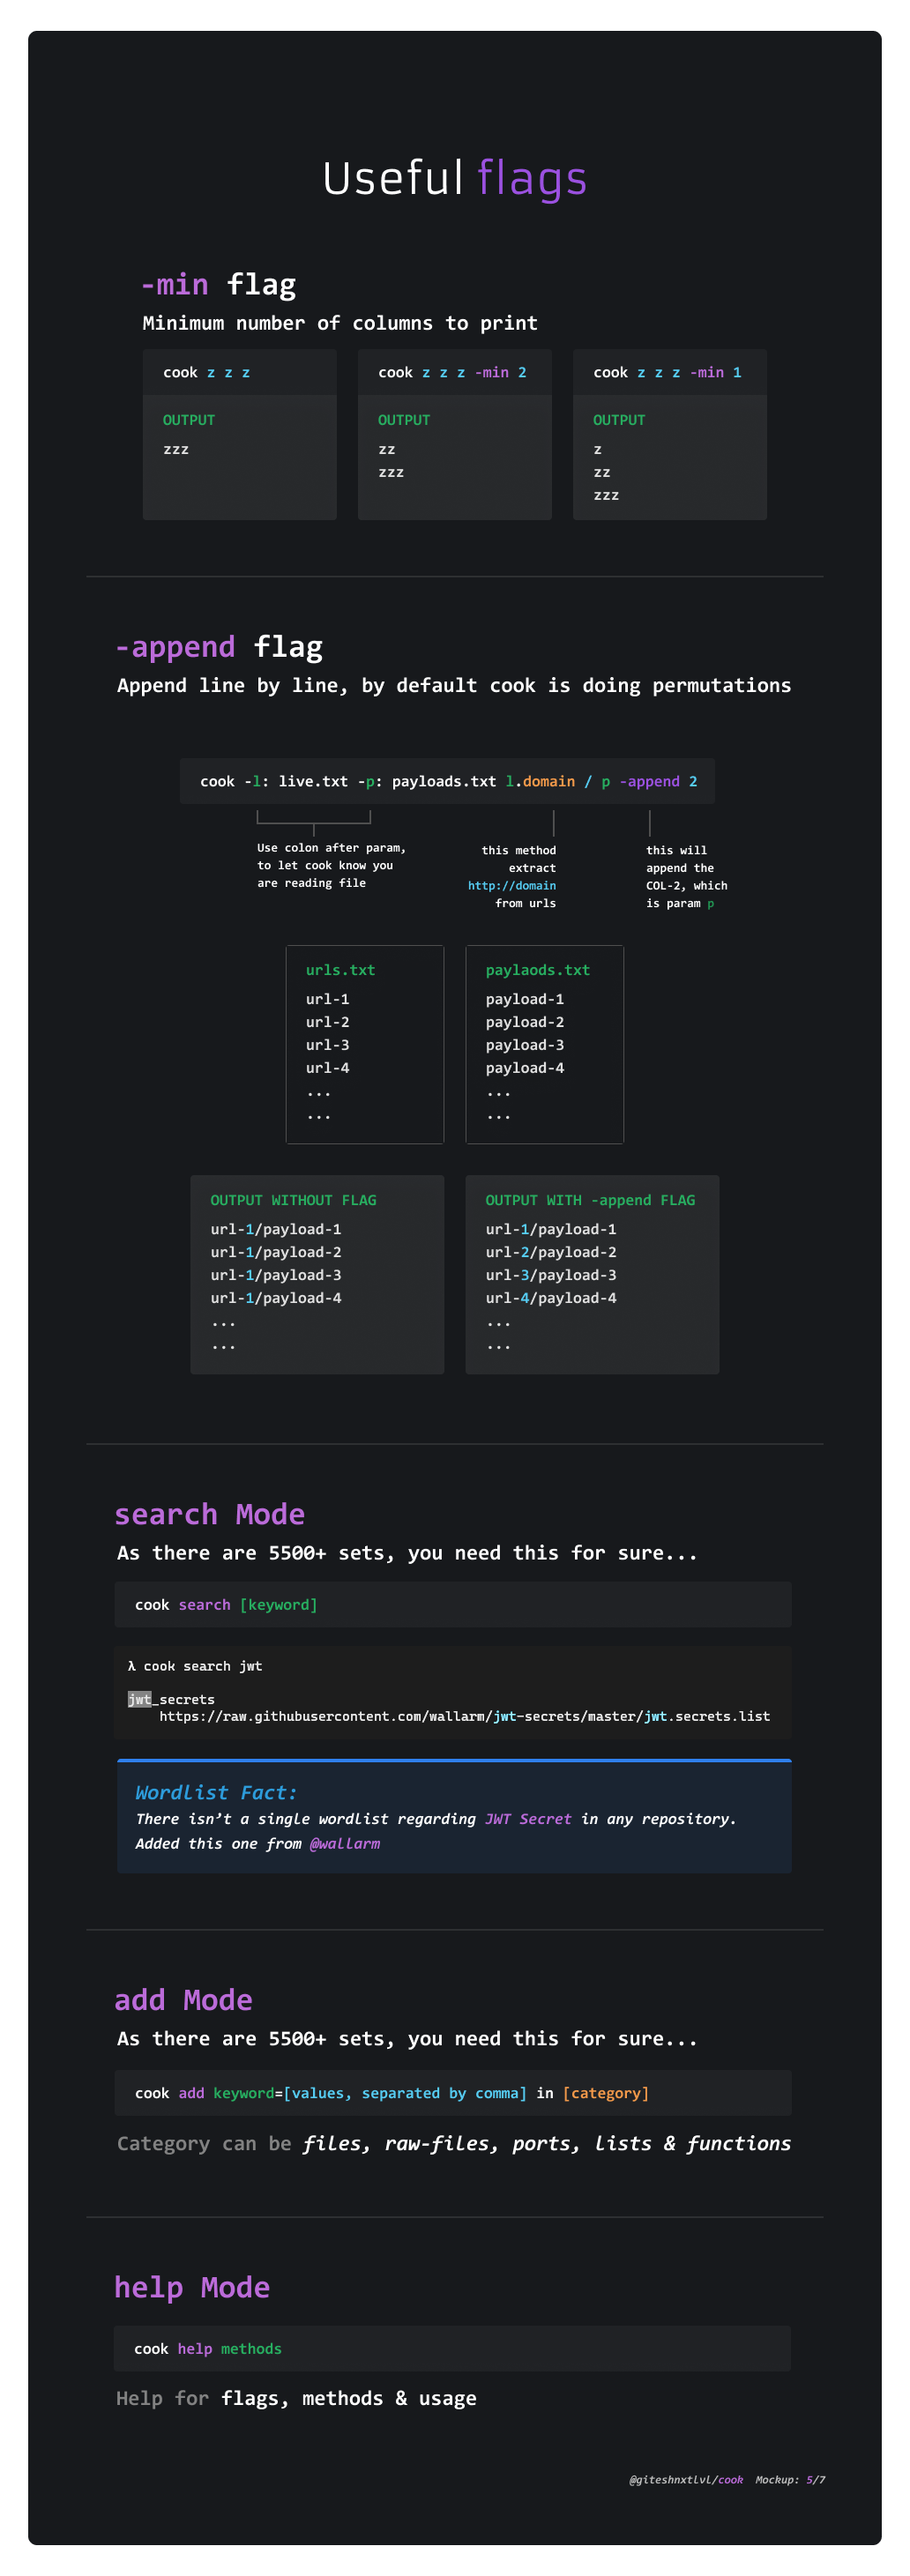 Useful flags
-min flag
Minimum number of columns to print
cook z z z
OUTPUT
zzz
cook z z z -min 2
OUTPUT
zz
zzz
cook z z z -min 1
OUTPUT
z
zz
zzz
-append flag
Append line by line, by default cook is doing permutations
cook -l: live.txt -p: payloads.txt l.domain / p -append 2
Use colon after param,
to let cook know you
are reading file
this method
extract
http://domain
from urls
this will
append the
COL-2, which
is param p
urls.txt
url-1
url-2
url-3
url-4
...
...
paylaods.txt
payload-1
payload-2
payload-3
payload-4
...
...
OUTPUT WITHOUT FLAG
url-1/payload-1
url-1/payload-2
url-1/payload-3
url-1/payload-4
...
...
OUTPUT WITH -append FLAG
url-1/payload-1
url-2/payload-2
url-3/payload-3
url-4/payload-4
...
...
search Mode
As there are 5500+ sets, you need this for sure...
cook search [keyword]
λ cook search jwt
jwt_secrets
https://raw.githubusercontent.com/wallarm/jwt-secrets/master/jwt.secrets.list
Wordlist Fact:
There isn’t a single wordlist regarding JWT Secret in any repository.
Added this one from @wallarm
add Mode
As there are 5500+ sets, you need this for sure...
cook add keyword=[values, separated by comma] in [category]
Category can be files, raw-files, ports, lists & functions
help Mode
cook help methods
Help for flags, methods & usage
@giteshnxtlvl/cook Mockup: 5/7